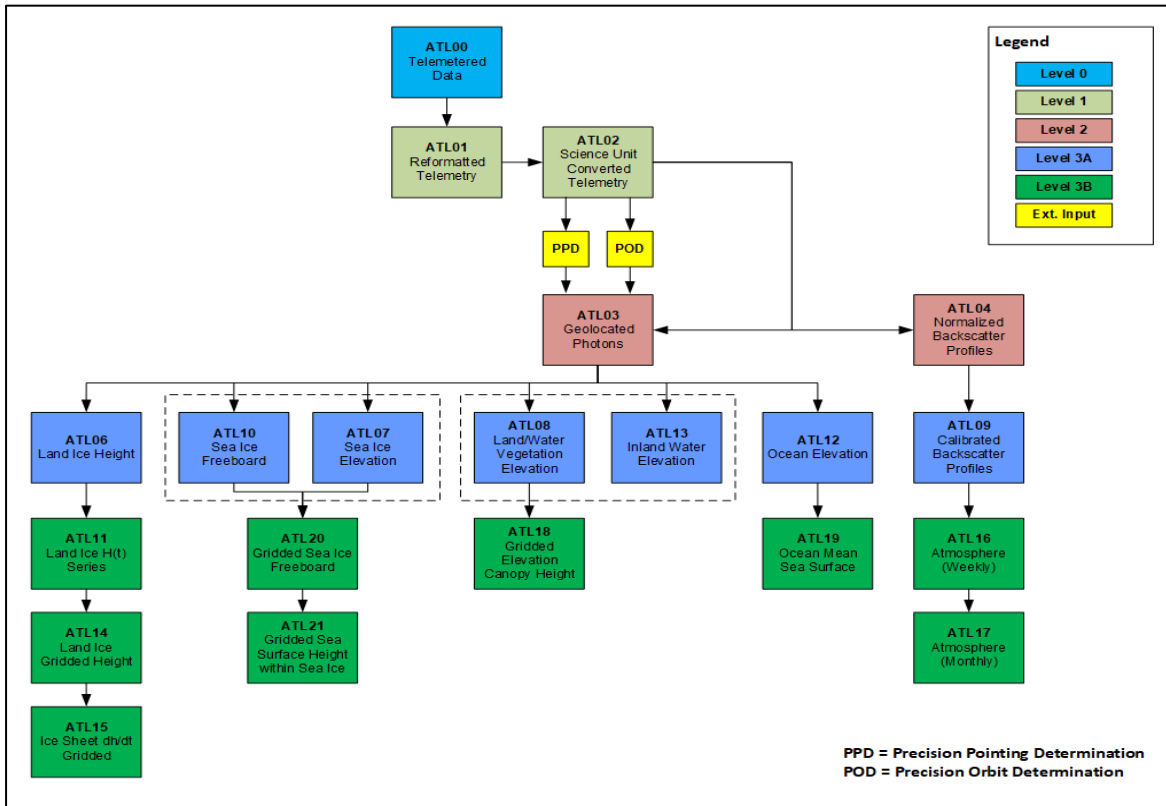 ATL00
Telemetered
Data
Legend
Level 0
Level 1
Level 2
Level 3A
Level 3B
Ext. Input
ATL01
Reformatted
Telemetry
ATL02
Science Unit
Converted
Telemetry
PPD
POD
ATL03
Geolocated
Photons
ATL04
Normalized
Backscatter
Profiles
ATL06
Land Ice Height
ATL10
Sea Ice
Freeboard
ATL07
Sea Ice
Elevation
ATL08
Land/Water
Vegetation
Elevation
ATL13
Inland Water
Elevation
ATL12
Ocean Elevation
ATL09
Calibrated
Backscatter
Profiles
ATL11
Land Ice H(t)
Series
ATL20
Gridded Sea Ice
Freeboard
ATL18
Gridded
Elevation
Canopy Height
ATL19
Ocean Mean
Sea Surface
ATL16
Atmosphere
(Weekly)
ATL14
Land Ice
Gridded Height
ATL21
Gridded Sea
Surface Height
within Sea Ice
ATL17
Atmosphere
(Monthly)
ATL15
Ice Sheet dh/dt
Gridded
PPD = Precision Pointing Determination
POD = Precision Orbit Determination